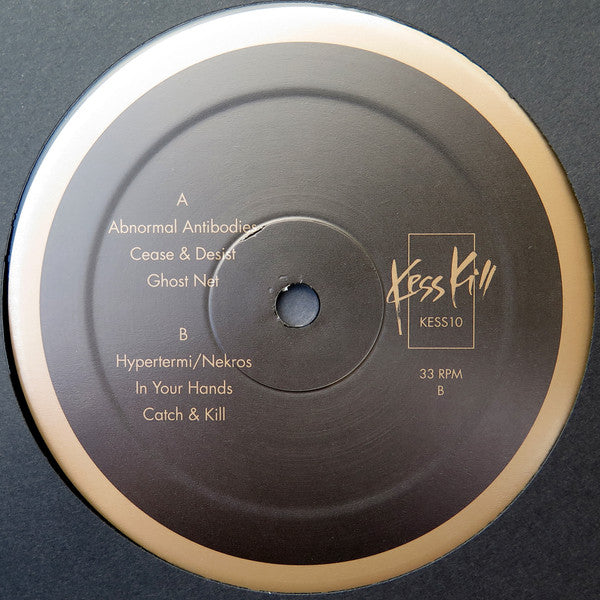 A
Abnormal Antibodies
Cease & Desist
Ghost Net
B
Hypertermi/Nekros
In Your Hands
Catch & Kill
Kess Kill
KESS10
33 RPM
B